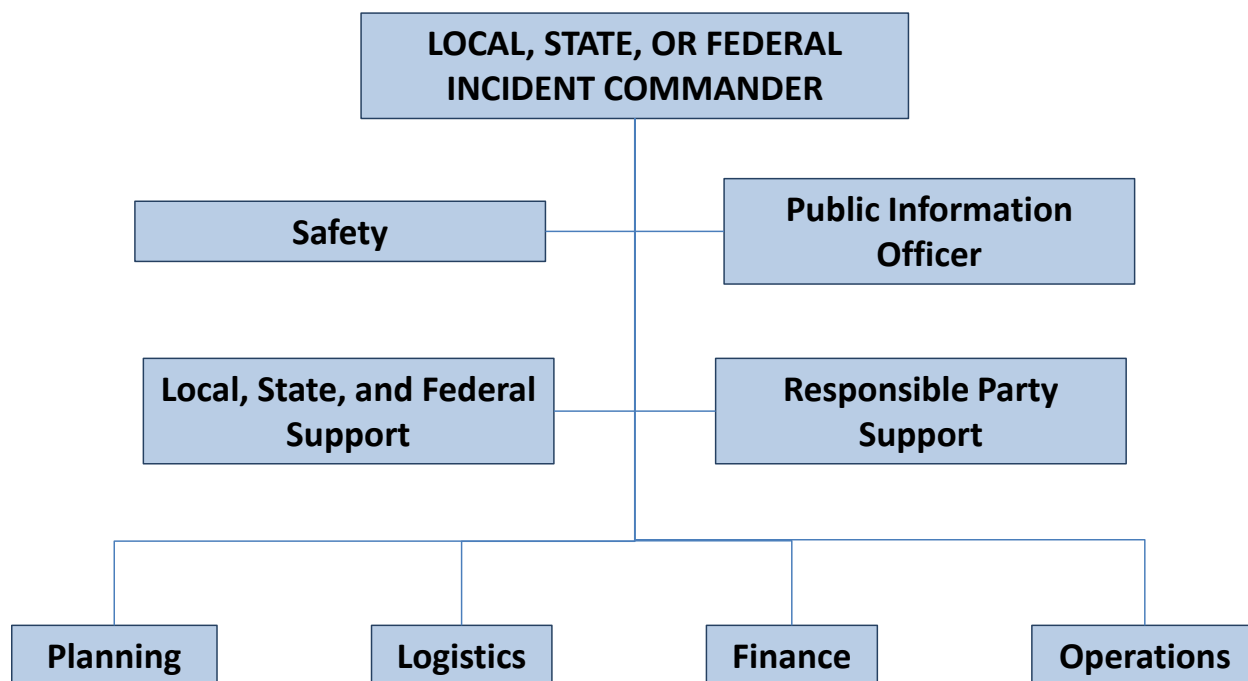 LOCAL, STATE, OR FEDERAL
INCIDENT COMMANDER
Safety
Public Information
Officer
Local, State, and Federal
Support
Responsible Party
Support
Planning
Logistics
Finance
Operations